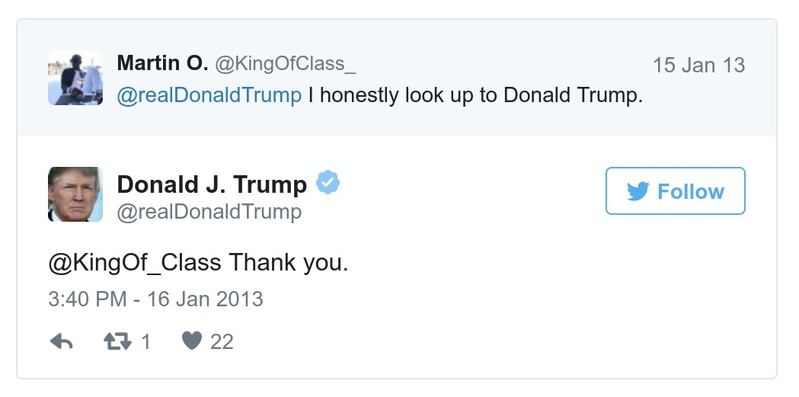 Martin O. @KingOfClass_ 15 Jan 13
@realDonaldTrump I honestly look up to Donald Trump.
Donald J. Trump
@realDonaldTrump
Follow
@KingOf_Class Thank you.
3:40 PM - 16 Jan 2013
1 22